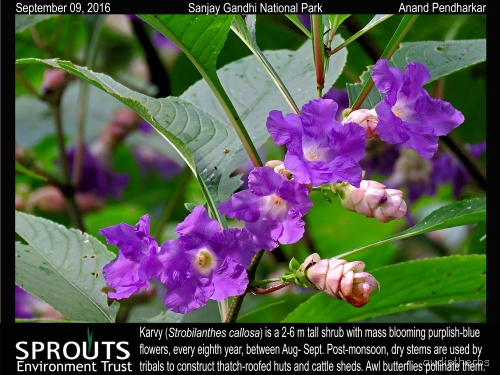 September 09, 2016 Sanjay Gandhi National Park Anand Pendharkar
Karvy (Strobilanthes callosa) is a 2-6 m tall shrub with mass blooming purplish-blue
flowers, every eighth year, between Aug- Sept. Post-monsoon, dry stems are used by
tribals to construct thatch-roofed huts and cattle sheds. Awl butterflies pollinate them.
SPROUTS
Environment Trust